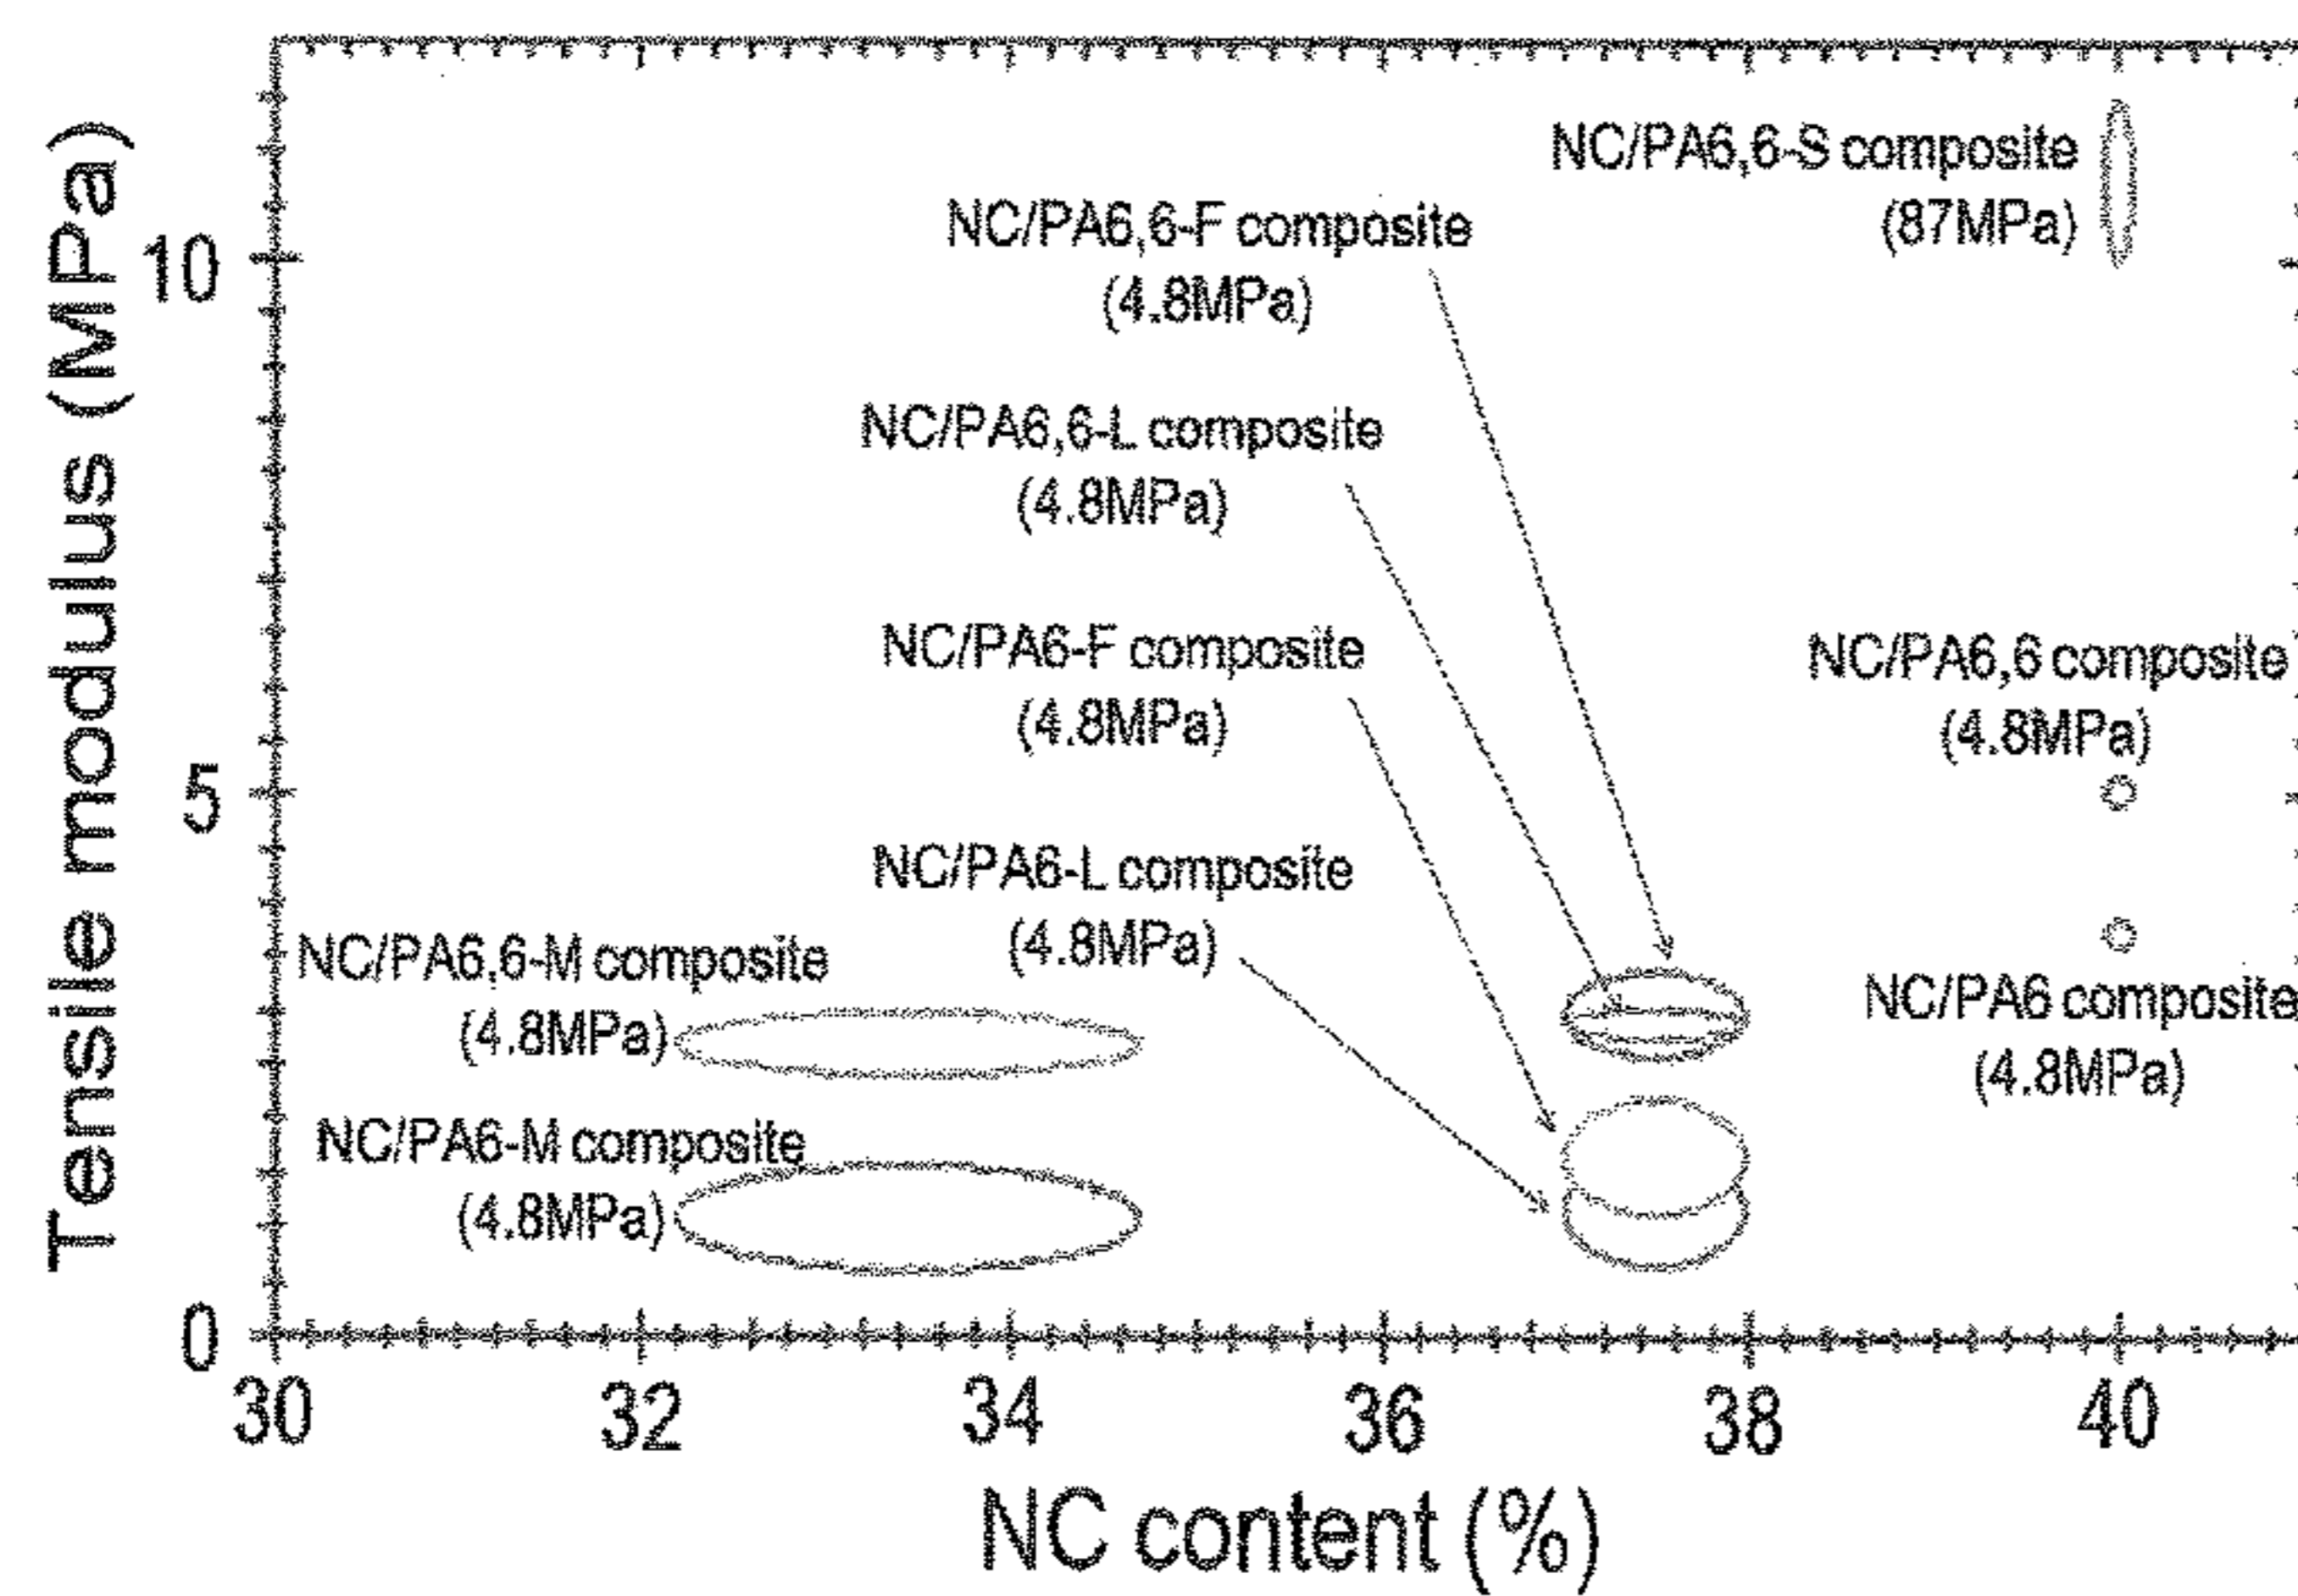 Tensile modulus (MPa)
10
5
0
NC/PA6,6-S composite
(87MPa)
NC/PA6,6-F composite
(4.8MPa)
NC/PA6,6-L composite
(4.8MPa)
NC/PA6-F composite
(4.8MPa)
NC/PA6,6 composite
(4.8MPa)
NC/PA6-L composite
(4.8MPa)
NC/PA6,6-M composite
(4.8MPa)
NC/PA6 composite
(4.8MPa)
NC/PA6-M composite
(4.8MPa)
30 32 34 36 38 40
NC content (%)